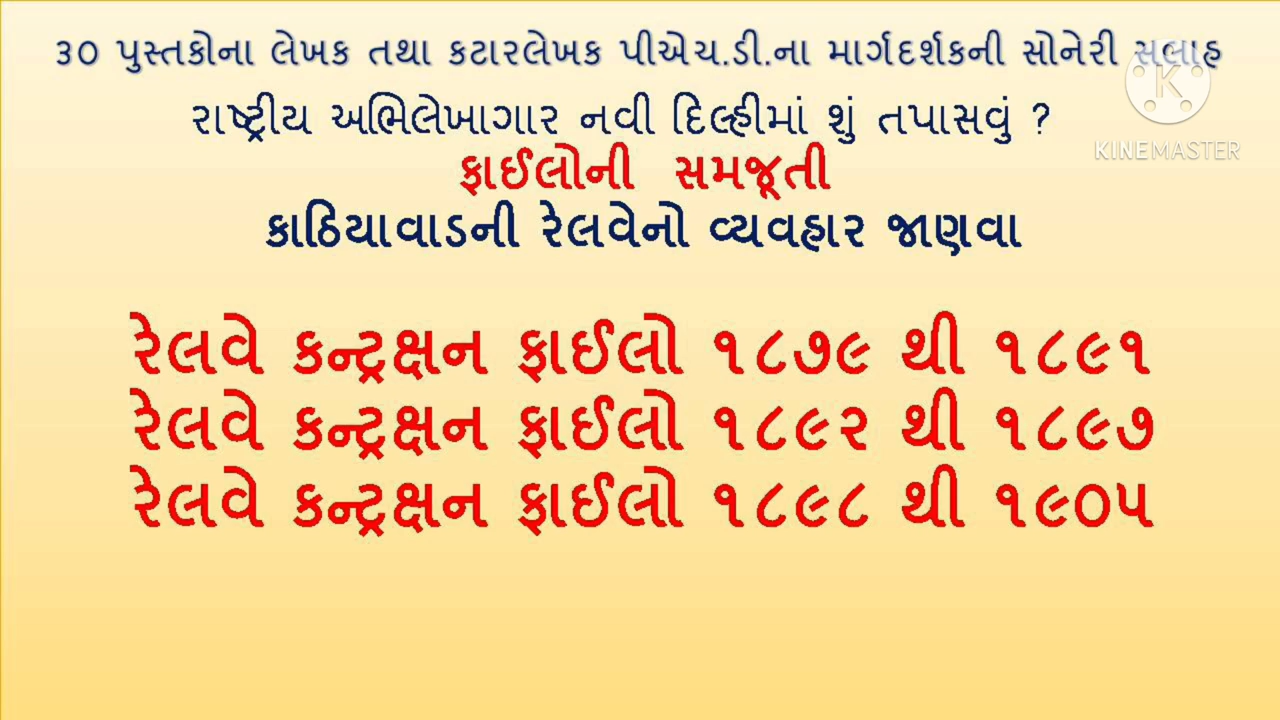 ૩૦ પુસ્તકોના લેખક તથા કટારલેખક પીએચ.ડી.ના માર્ગદર્શકની સોનેરી સલાહ
રાષ્ટ્રીય અભિલેખાગાર નવી દિલ્હીમાં શું તપાસવું ?
KINEMASTER
ફાઈલોની સમજૂતી
કાઠિયાવાડની રેલવેનો વ્યવહાર જાણવા
રેલવે કન્ટ્રક્ષન ફાઈલો ૧૮૭૯ થી ૧૮૯૧
રેલવે કન્ટ્રક્ષન ફાઈલો ૧૮૯૨ થી ૧૮૯૭
રેલવે કન્ટ્રક્ષન ફાઈલો ૧૮૯૮ થી ૧૯૦૫